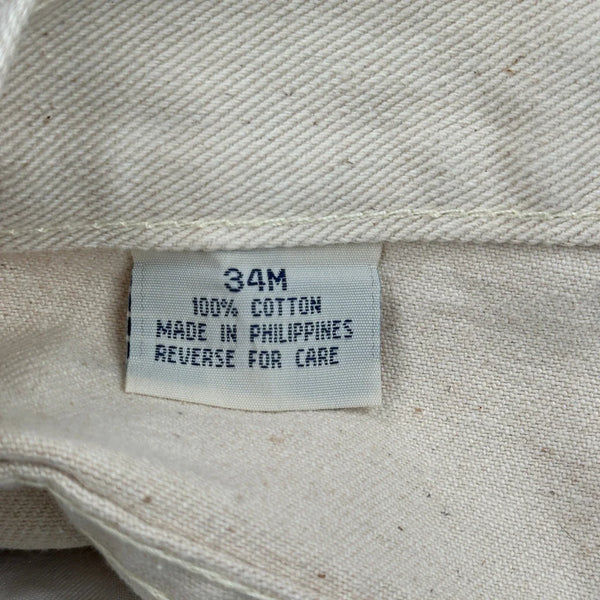 34M
100% COTTON
MADE IN PHILIPPINES
REVERSE FOR CARE